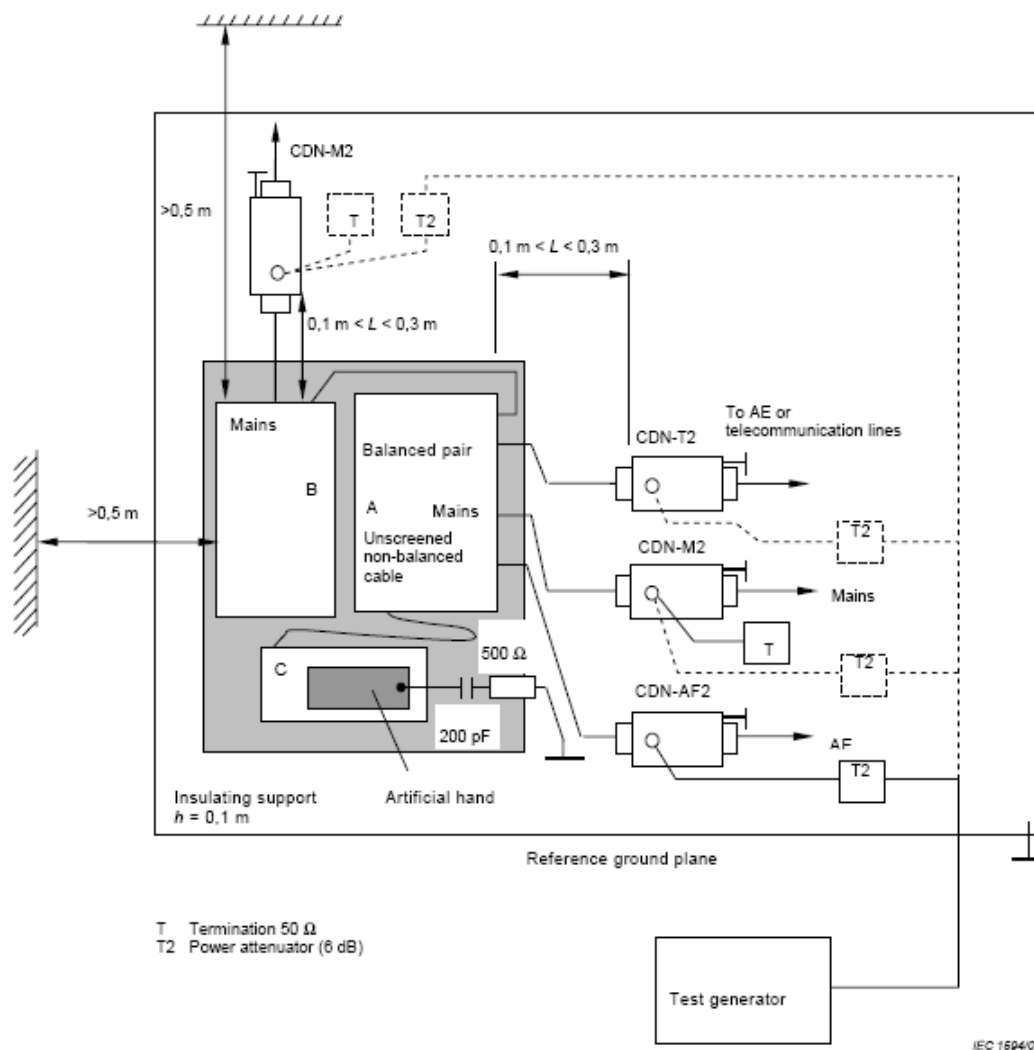 CDN-M2
>0,5 m
T
T2
0,1 m < L < 0,3 m
0,1 m < L < 0,3 m
Mains
B
Balanced pair
A
Mains
Unscreened
non-balanced
cable
CDN-T2
To AE or
telecommunication lines
>0,5 m
T2
CDN-M2
Mains
T
T2
C
500 Ω
200 pF
CDN-AF2
AF
T2
Insulating support
h = 0,1 m
Artificial hand
Reference ground plane
T Termination 50 Ω
T2 Power attenuator (6 dB)
Test generator